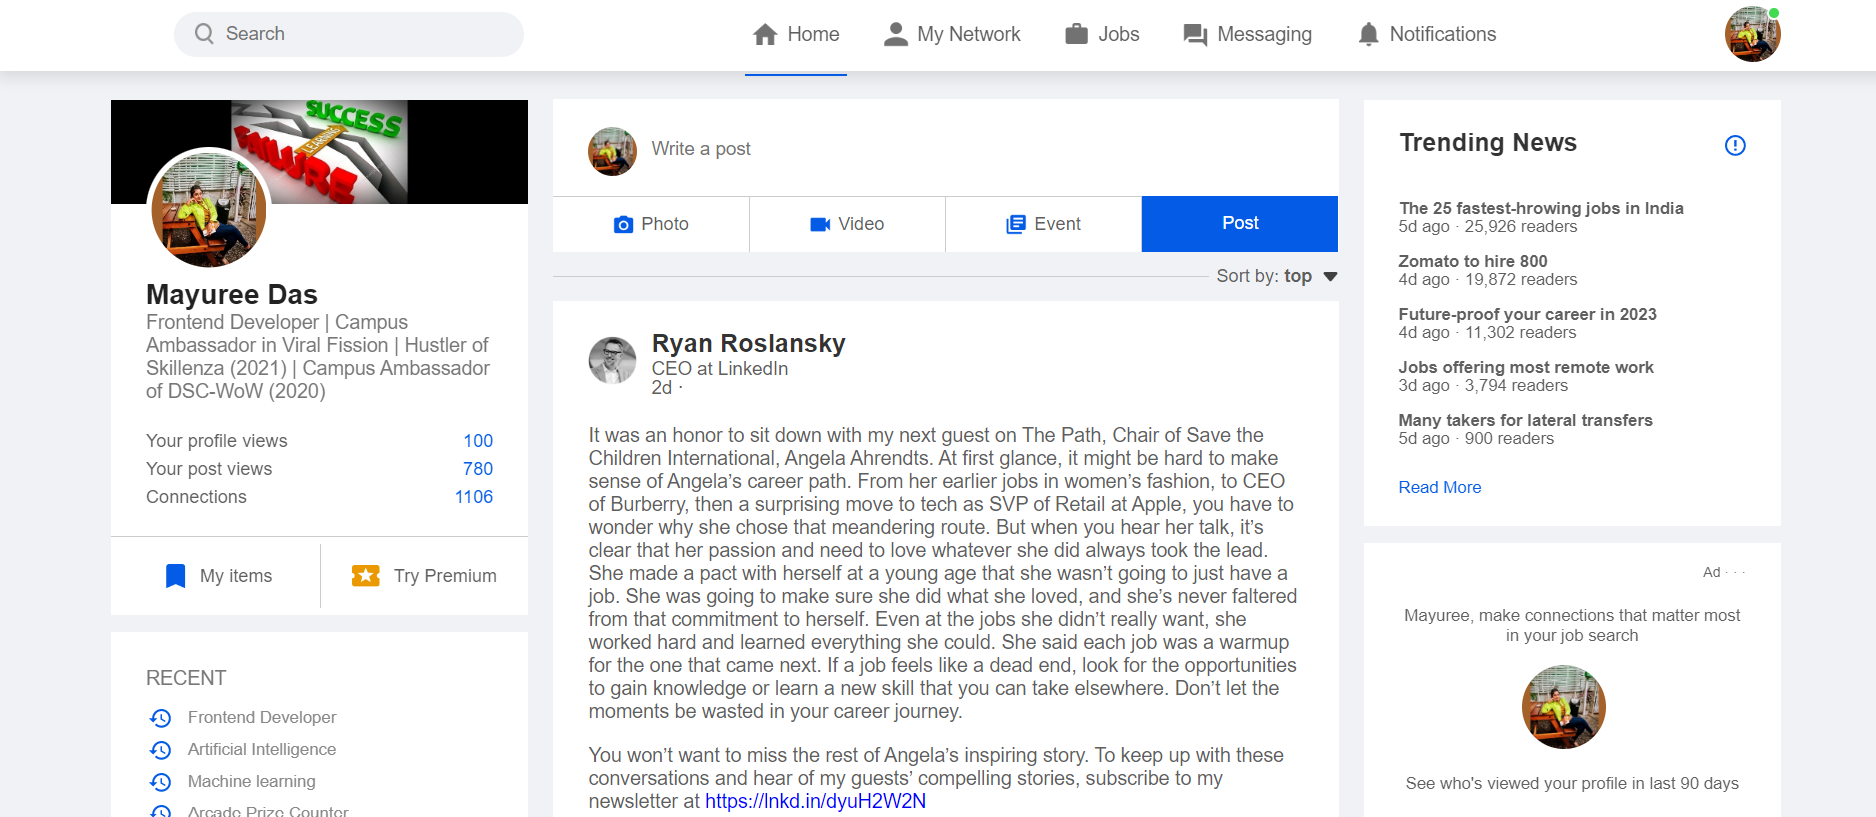 Search
Home
My Network
Jobs
Messaging
Notifications
SUCCESS
LEARNING
FAILURE
Mayuree Das
Frontend Developer | Campus
Ambassador in Viral Fission | Hustler of
Skillenza (2021) | Campus Ambassador
of DSC-WoW (2020)
Your profile views 100
Your post views 780
Connections 1106
My items
Try Premium
RECENT
Frontend Developer
Artificial Intelligence
Machine learning
Arcade Prize Counter
Write a post
Photo
Video
Event
Post
Sort by: top
Ryan Roslansky
CEO at LinkedIn
2d ·
It was an honor to sit down with my next guest on The Path, Chair of Save the
Children International, Angela Ahrendts. At first glance, it might be hard to make
sense of Angela’s career path. From her earlier jobs in women’s fashion, to CEO
of Burberry, then a surprising move to tech as SVP of Retail at Apple, you have to
wonder why she chose that meandering route. But when you hear her talk, it’s
clear that her passion and need to love whatever she did always took the lead.
She made a pact with herself at a young age that she wasn’t going to just have a
job. She was going to make sure she did what she loved, and she’s never faltered
from that commitment to herself. Even at the jobs she didn’t really want, she
worked hard and learned everything she could. She said each job was a warmup
for the one that came next. If a job feels like a dead end, look for the opportunities
to gain knowledge or learn a new skill that you can take elsewhere. Don’t let the
moments be wasted in your career journey.
You won’t want to miss the rest of Angela’s inspiring story. To keep up with these
conversations and hear of my guests’ compelling stories, subscribe to my
newsletter at https://lnkd.in/dyuH2W2N
Trending News
The 25 fastest-hrowing jobs in India
5d ago · 25,926 readers
Zomato to hire 800
4d ago · 19,872 readers
Future-proof your career in 2023
4d ago · 11,302 readers
Jobs offering most remote work
3d ago · 3,794 readers
Many takers for lateral transfers
5d ago · 900 readers
Read More
Ad · · ·
Mayuree, make connections that matter most
in your job search
See who's viewed your profile in last 90 days